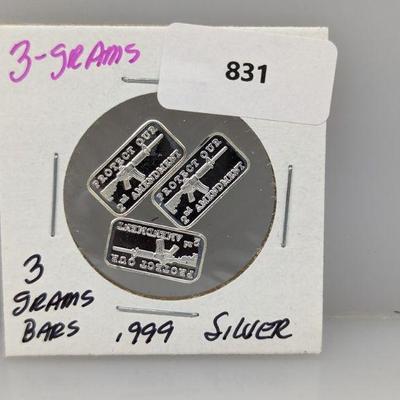 3-GRAMS
831
PROTECT OUR
2nd AMENDMENT
PROTECT OUR
2nd AMENDMENT
PROTECT OUR
2nd AMENDMENT
3
GRAMS
BARS .999 SILVER